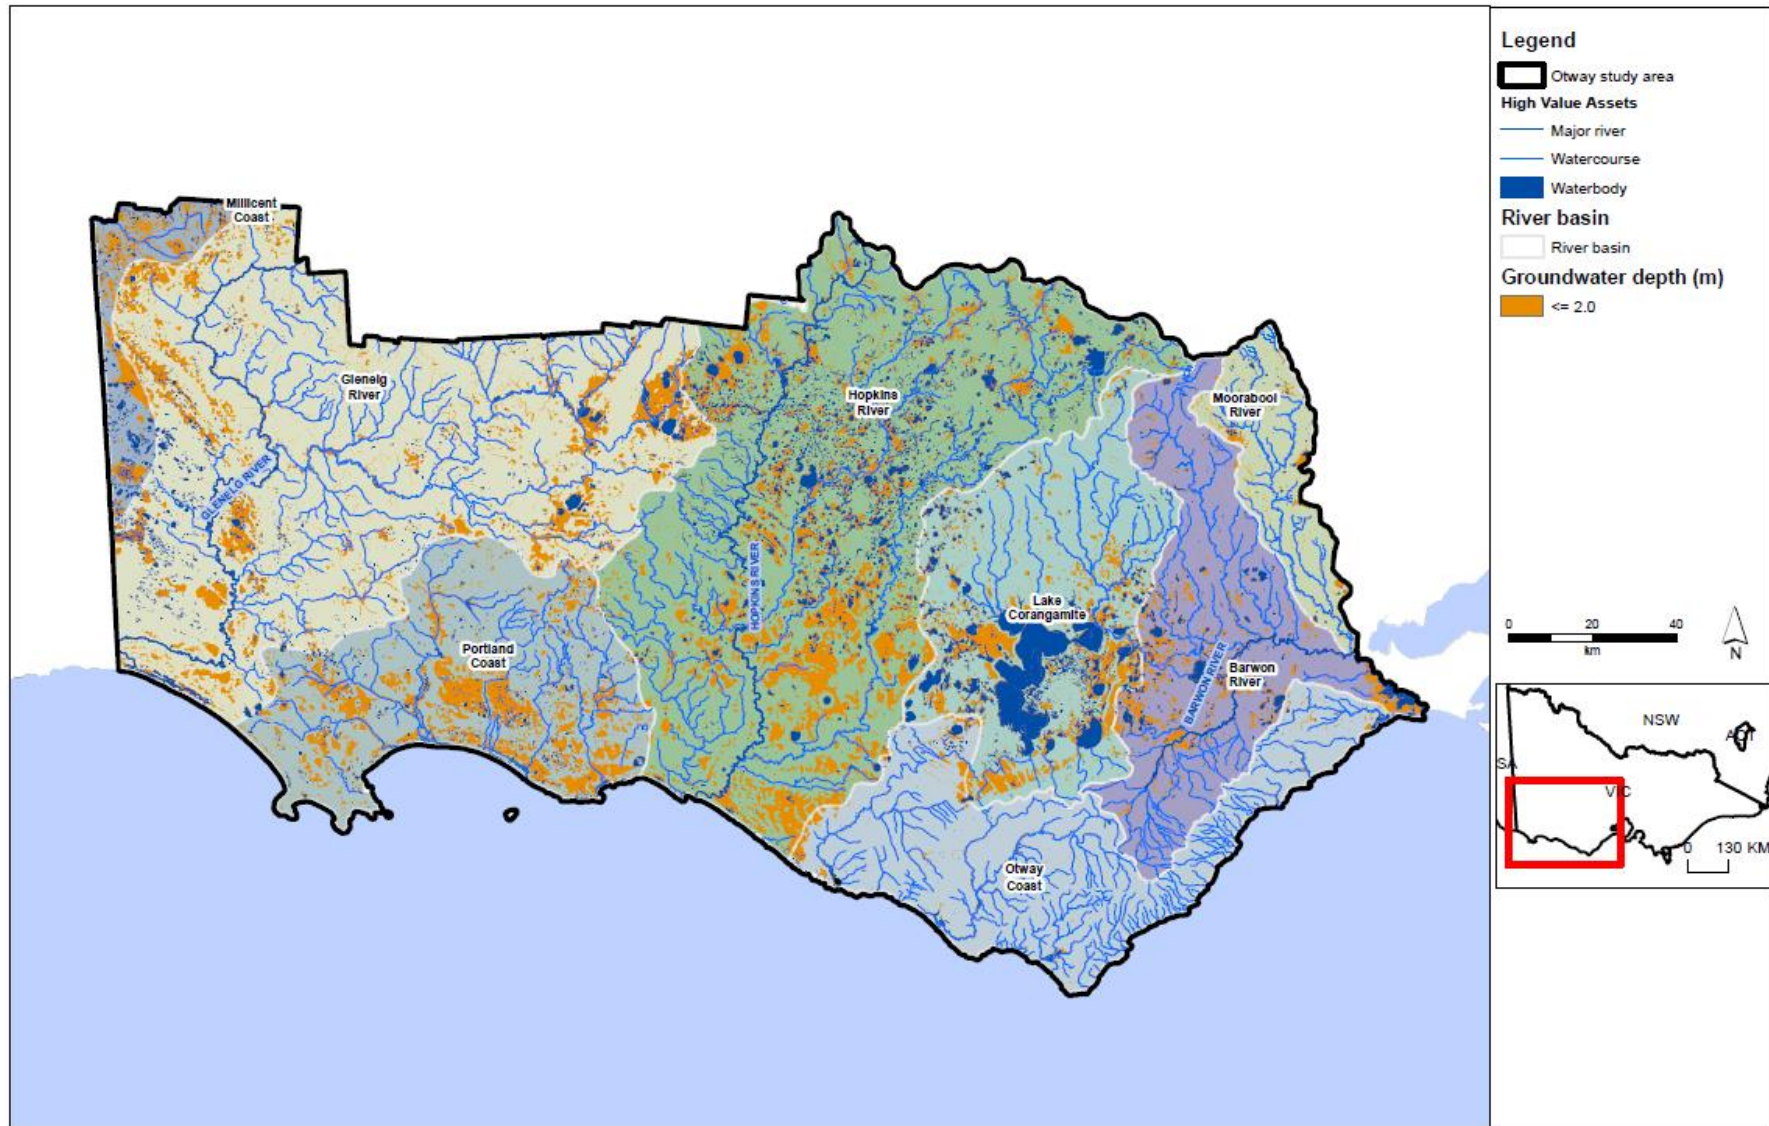 Millicent
Coast
Glenelg
River
GLENELG RIVER
Portland
Coast
Hopkins
River
HOPKINS RIVER
Lake
Corangamite
Moorabool
River
Barwon
River
BARWON RIVER
Otway
Coast
Legend
Otway study area
High Value Assets
Major river
Watercourse
Waterbody
River basin
River basin
Groundwater depth (m)
<= 2.0
0 20 40
km
N
NSW
ACT
SA
VIC
0 130 KM